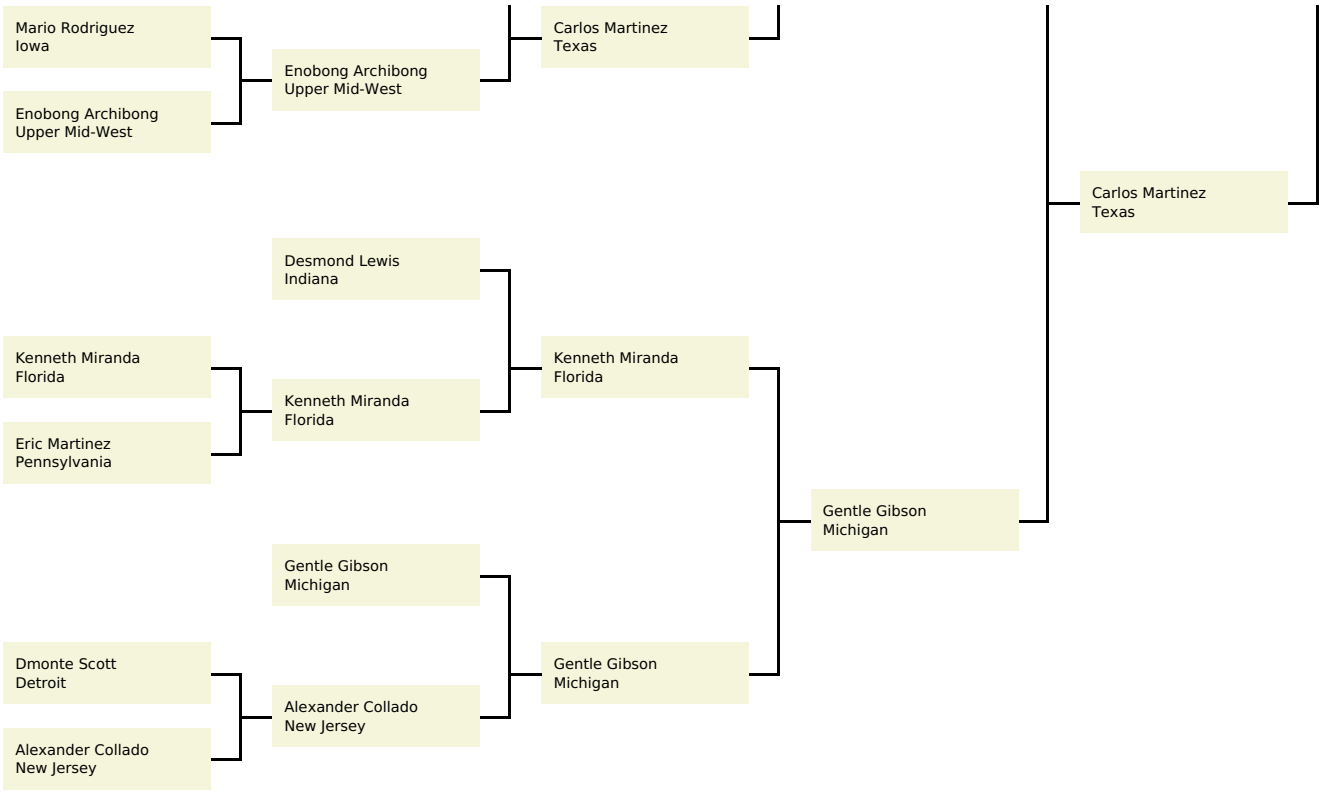 Mario Rodriguez
Iowa
Carlos Martinez
Texas
Enobong Archibong
Upper Mid-West
Enobong Archibong
Upper Mid-West
Carlos Martinez
Texas
Desmond Lewis
Indiana
Kenneth Miranda
Florida
Kenneth Miranda
Florida
Kenneth Miranda
Florida
Eric Martinez
Pennsylvania
Gentle Gibson
Michigan
Gentle Gibson
Michigan
Dmonte Scott
Detroit
Gentle Gibson
Michigan
Alexander Collado
New Jersey
Alexander Collado
New Jersey